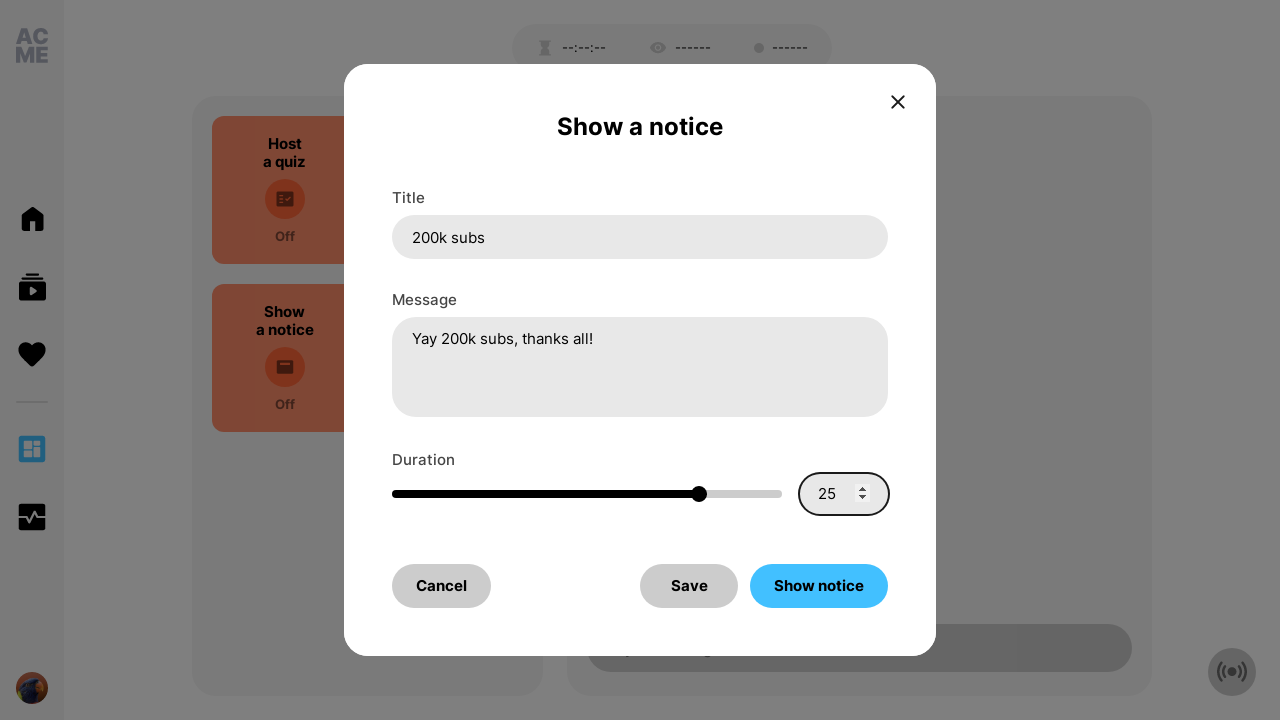 AC
ME
--:--:--
------
------
Host
a quiz
Off
Show
a notice
Off
Show a notice
Title
200k subs
Message
Yay 200k subs, thanks all!
Duration
25
Cancel
Save
Show notice